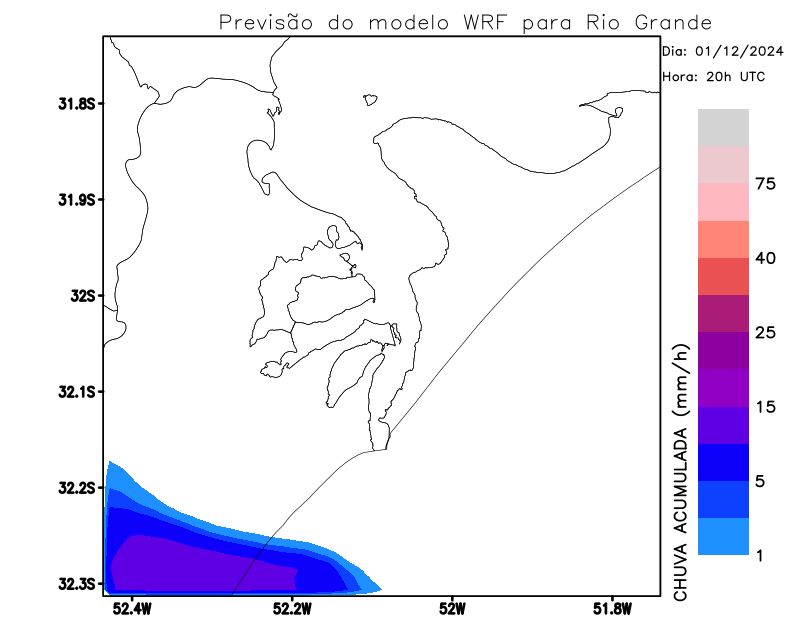 Previsão do modelo WRF para Rio Grande
Dia: 01/12/2024
Hora: 20h UTC
31.8S
31.9S
32S
32.1S
32.2S
32.3S
52.4W
52.2W
52W
51.8W
75
40
25
15
5
1
CHUVA ACUMULADA (mm/h)